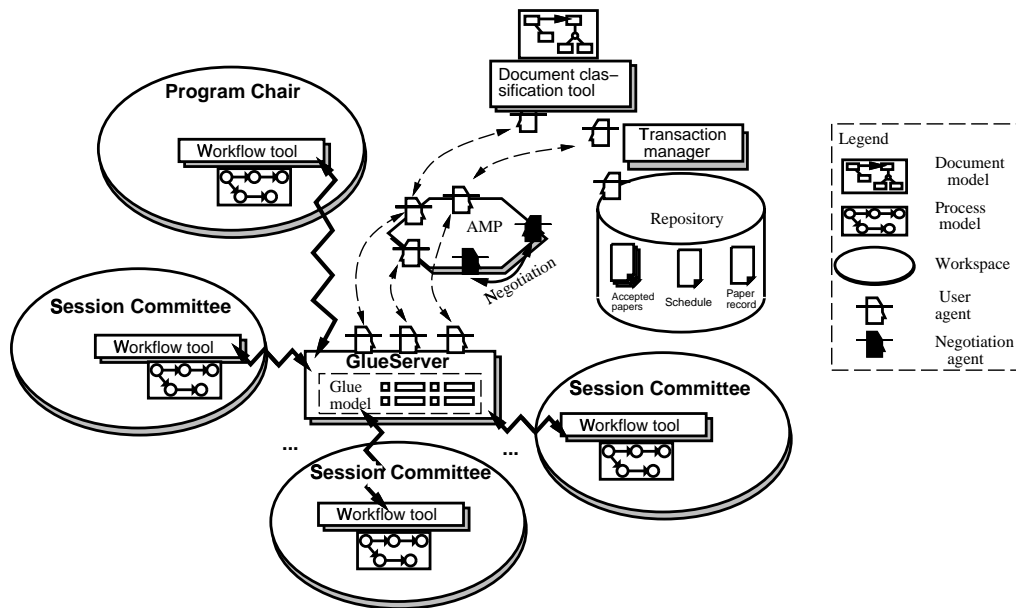 Document clas–
sification tool
Program Chair
Workflow tool
Transaction
manager
AMP
Negotiation
Repository
Accepted
papers
Schedule
Paper
record
Legend
Document
model
Process
model
Workspace
User
agent
Negotiation
agent
Session Committee
Workflow tool
GlueServer
Glue
model
Session Committee
Workflow tool
...
...
Session Committee
Workflow tool